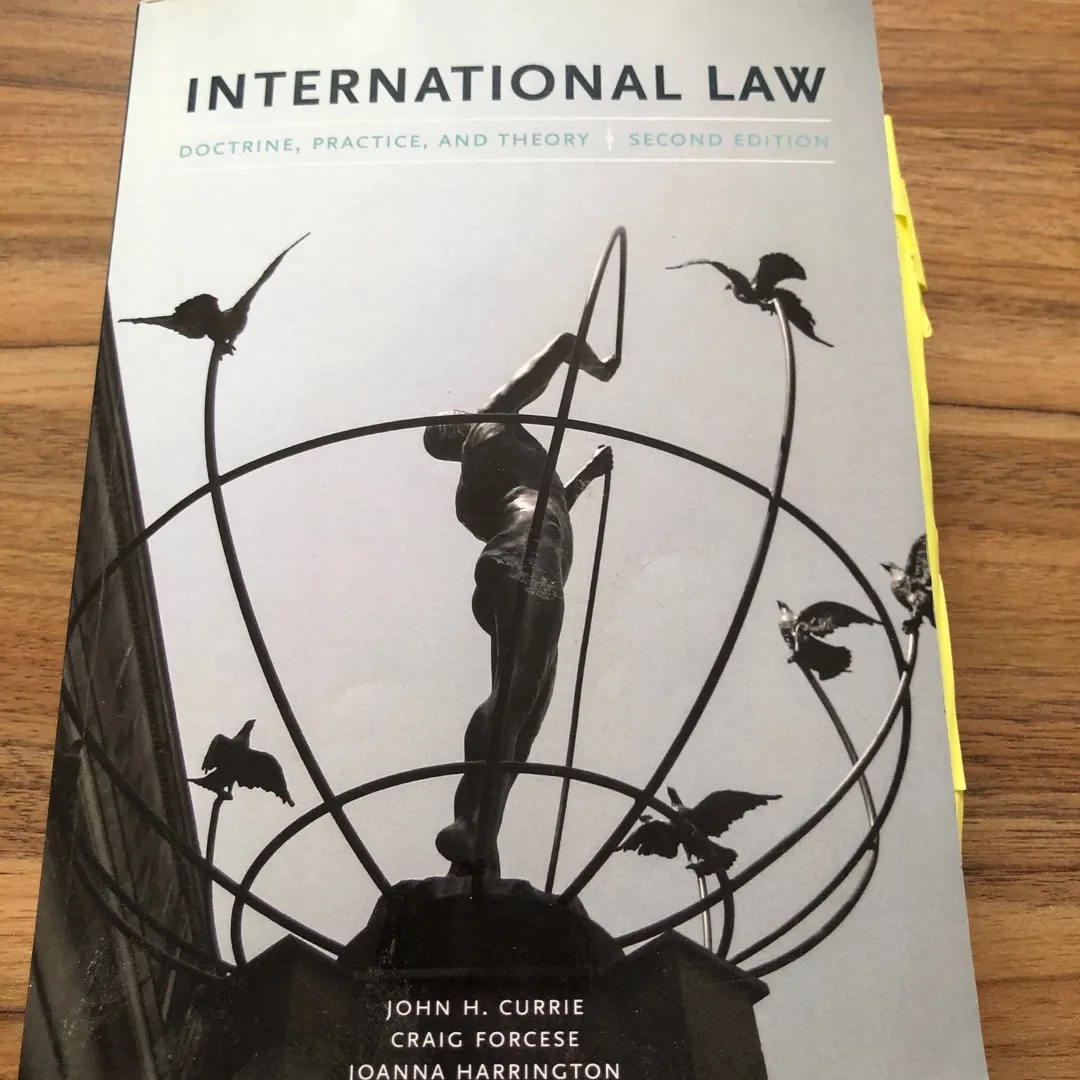 INTERNATIONAL LAW
DOCTRINE, PRACTICE, AND THEORY SECOND EDITION
JOHN H. CURRIE
CRAIG FORCESE
JOANNA HARRINGTON